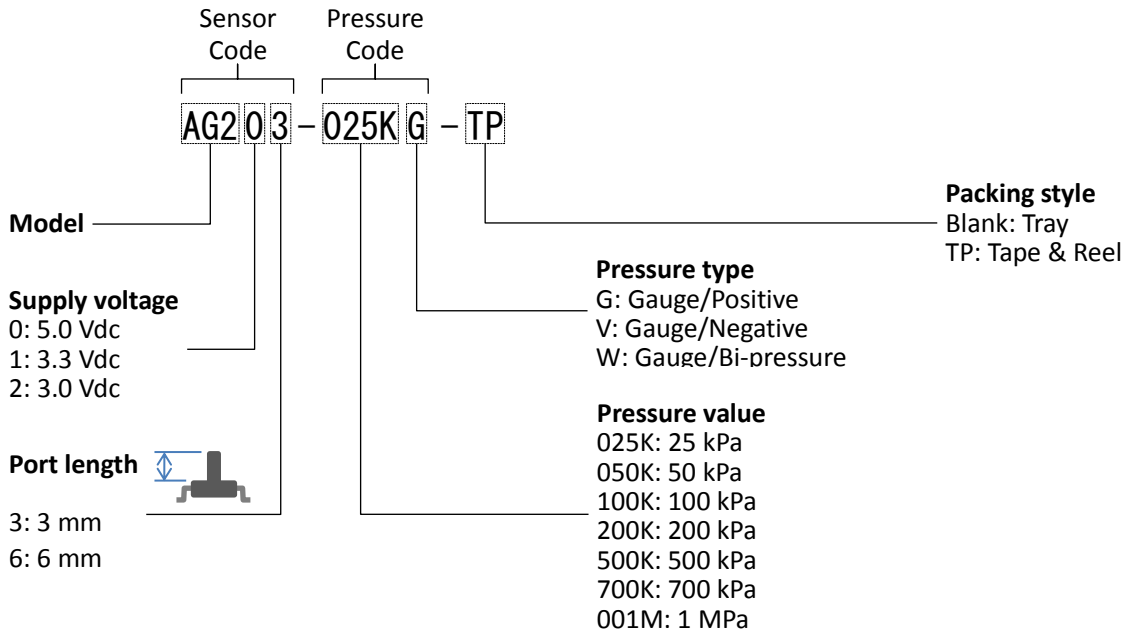 Sensor
Code
Pressure
Code
AG203-025KG-TP
Model
Supply voltage
0: 5.0 Vdc
1: 3.3 Vdc
2: 3.0 Vdc
Port length
3: 3 mm
6: 6 mm
Packing style
Blank: Tray
TP: Tape & Reel
Pressure type
G: Gauge/Positive
V: Gauge/Negative
W: Gauge/Bi-pressure
Pressure value
025K: 25 kPa
050K: 50 kPa
100K: 100 kPa
200K: 200 kPa
500K: 500 kPa
700K: 700 kPa
001M: 1 MPa